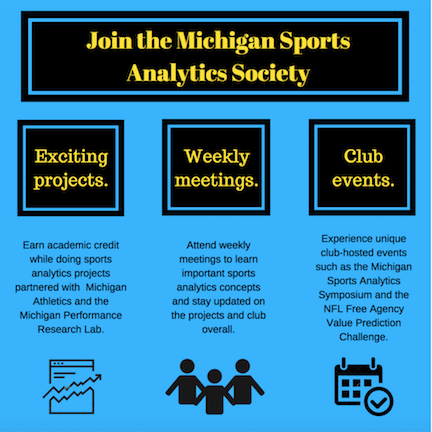 Join the Michigan Sports
Analytics Society
Exciting
projects.
Weekly
meetings.
Club
events.
Earn academic credit
while doing sports
analytics projects
partnered with Michigan
Athletics and the
Michigan Performance
Research Lab.
Attend weekly
meetings to learn
important sports
analytics concepts
and stay updated on
the projects and club
overall.
Experience unique
club-hosted events
such as the Michigan
Sports Analytics
Symposium and the
NFL Free Agency
Value Prediction
Challenge.